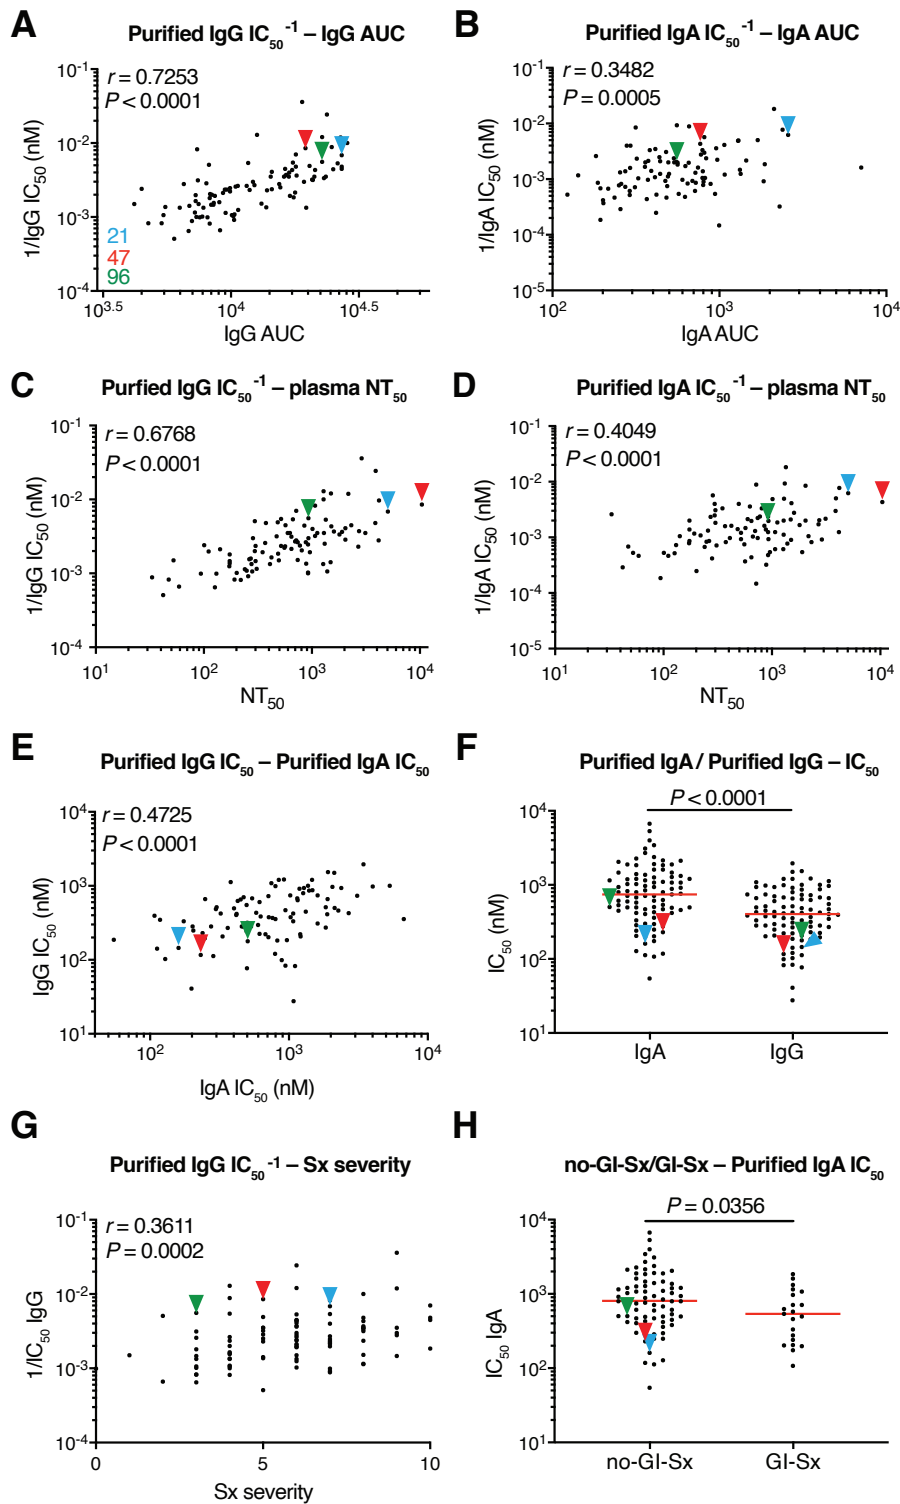 A
Purified IgG IC50-1 – IgG AUC
r = 0.7253
P < 0.0001
10-1
10-2
10-3
10-4
1/IgG IC50 (nM)
21
47
96
103.5
104
104.5
IgG AUC
B
Purified IgA IC50-1 – IgA AUC
r = 0.3482
P = 0.0005
10-1
10-2
10-3
10-4
10-5
1/IgA IC50 (nM)
102
103
104
IgA AUC
C
Purfied IgG IC50-1 – plasma NT50
r = 0.6768
P < 0.0001
10-1
10-2
10-3
10-4
1/IgG IC50 (nM)
101
102
103
104
NT50
D
Purified IgA IC50-1 – plasma NT50
r = 0.4049
P < 0.0001
10-1
10-2
10-3
10-4
10-5
1/IgA IC50 (nM)
101
102
103
104
NT50
E
Purified IgG IC50 – Purified IgA IC50
r = 0.4725
P < 0.0001
104
103
102
101
IgG IC50 (nM)
102
103
104
IgA IC50 (nM)
F
Purified IgA / Purified IgG – IC50
P < 0.0001
104
103
102
101
IC50 (nM)
IgA
IgG
G
Purified IgG IC50-1 – Sx severity
r = 0.3611
P = 0.0002
10-1
10-2
10-3
10-4
1/IC50 IgG
0
5
10
Sx severity
H
no-GI-Sx/GI-Sx – Purified IgA IC50
P = 0.0356
104
103
102
101
IC50 IgA
no-GI-Sx
GI-Sx